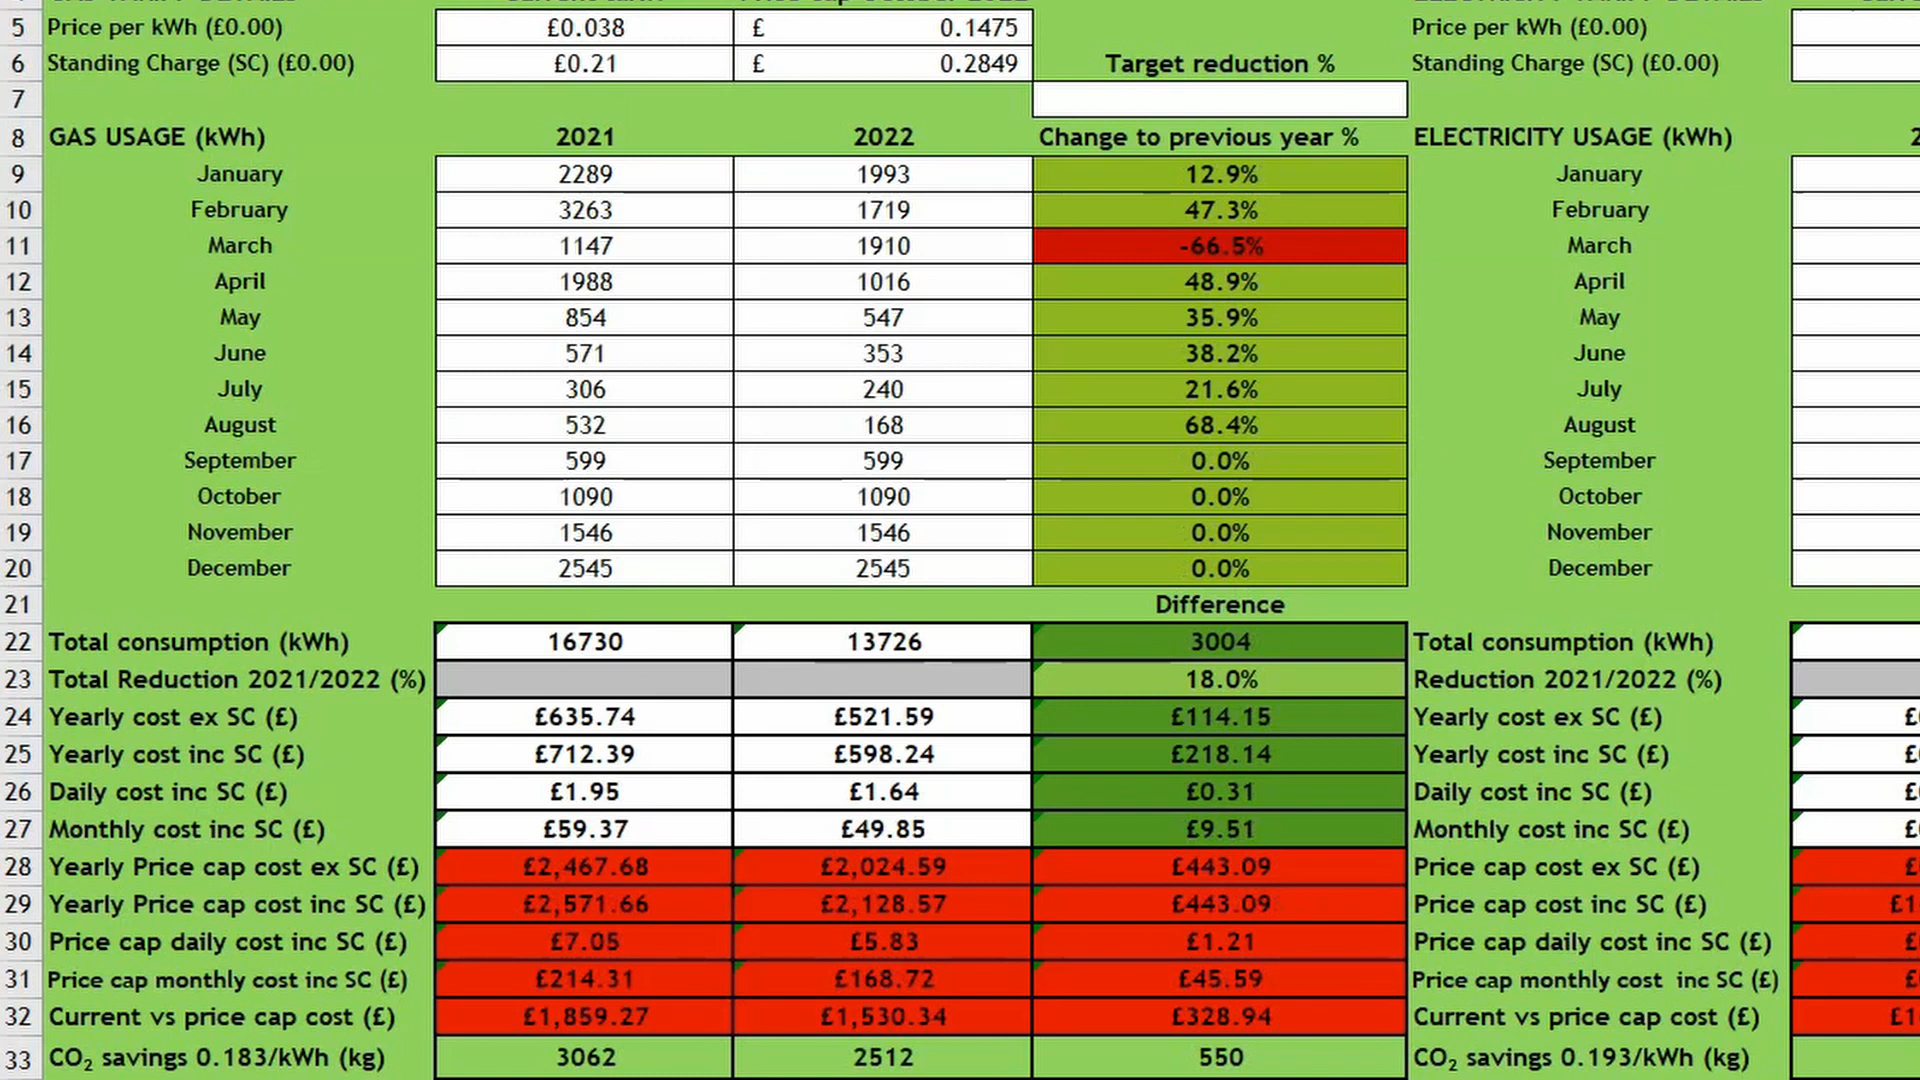 5 Price per kWh (£0.00) £0.038 £ 0.1475 Price per kWh (£0.00)
6 Standing Charge (SC) (£0.00) £0.21 £ 0.2849 Target reduction % Standing Charge (SC) (£0.00)
7
8 GAS USAGE (kWh) 2021 2022 Change to previous year % ELECTRICITY USAGE (kWh) 2
9 January 2289 1993 12.9% January
10 February 3263 1719 47.3% February
11 March 1147 1910 -66.5% March
12 April 1988 1016 48.9% April
13 May 854 547 35.9% May
14 June 571 353 38.2% June
15 July 306 240 21.6% July
16 August 532 168 68.4% August
17 September 599 599 0.0% September
18 October 1090 1090 0.0% October
19 November 1546 1546 0.0% November
20 December 2545 2545 0.0% December
21 Difference
22 Total consumption (kWh) 16730 13726 3004 Total consumption (kWh)
23 Total Reduction 2021/2022 (%) 18.0% Reduction 2021/2022 (%)
24 Yearly cost ex SC (£) £635.74 £521.59 £114.15 Yearly cost ex SC (£) £
25 Yearly cost inc SC (£) £712.39 £598.24 £218.14 Yearly cost inc SC (£) £
26 Daily cost inc SC (£) £1.95 £1.64 £0.31 Daily cost inc SC (£) £
27 Monthly cost inc SC (£) £59.37 £49.85 £9.51 Monthly cost inc SC (£) £
28 Yearly Price cap cost ex SC (£) £2,467.68 £2,024.59 £443.09 Price cap cost ex SC (£) £
29 Yearly Price cap cost inc SC (£) £2,571.66 £2,128.57 £443.09 Price cap cost inc SC (£) £1
30 Price cap daily cost inc SC (£) £7.05 £5.83 £1.21 Price cap daily cost inc SC (£) £
31 Price cap monthly cost inc SC (£) £214.31 £168.72 £45.59 Price cap monthly cost inc SC (£) £
32 Current vs price cap cost (£) £1,859.27 £1,530.34 £328.94 Current vs price cap cost (£) £1
33 CO₂ savings 0.183/kWh (kg) 3062 2512 550 CO₂ savings 0.193/kWh (kg)